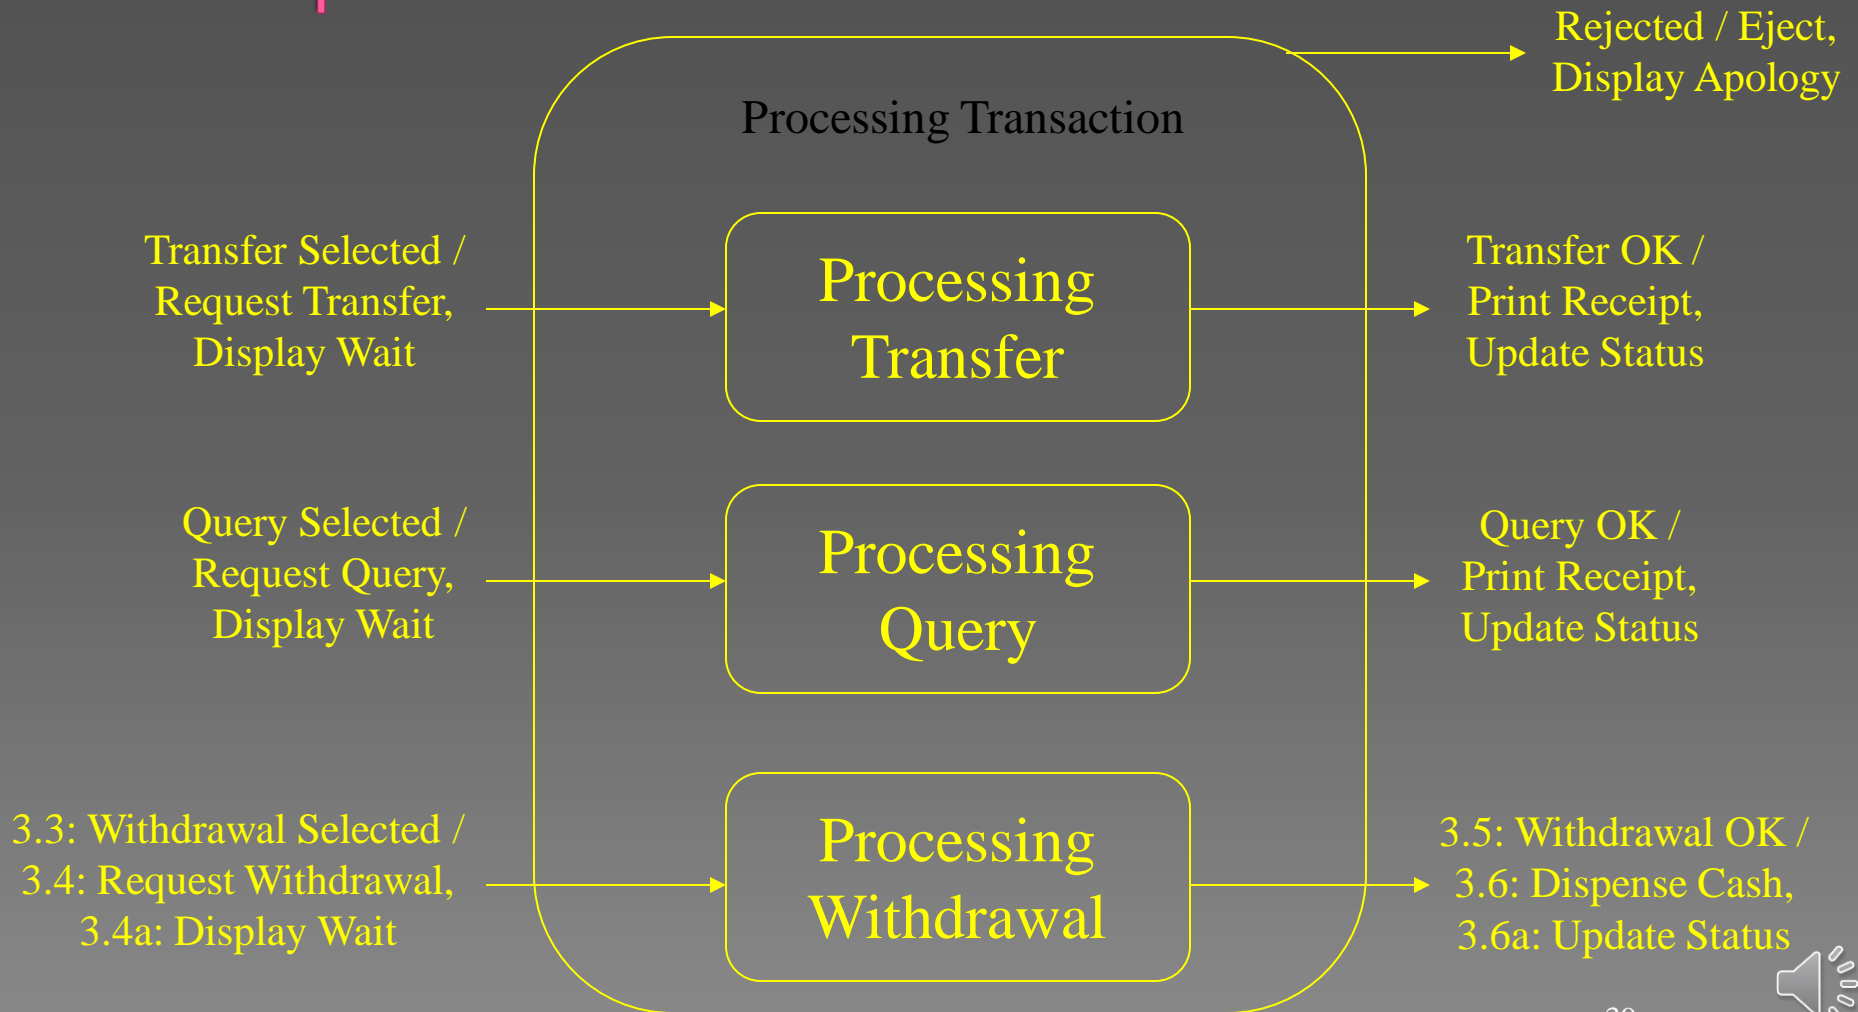 Rejected / Eject,
Display Apology
Processing Transaction
Transfer Selected /
Request Transfer,
Display Wait
Processing
Transfer
Transfer OK /
Print Receipt,
Update Status
Query Selected /
Request Query,
Display Wait
Processing
Query
Query OK /
Print Receipt,
Update Status
3.3: Withdrawal Selected /
3.4: Request Withdrawal,
3.4a: Display Wait
Processing
Withdrawal
3.5: Withdrawal OK /
3.6: Dispense Cash,
3.6a: Update Status